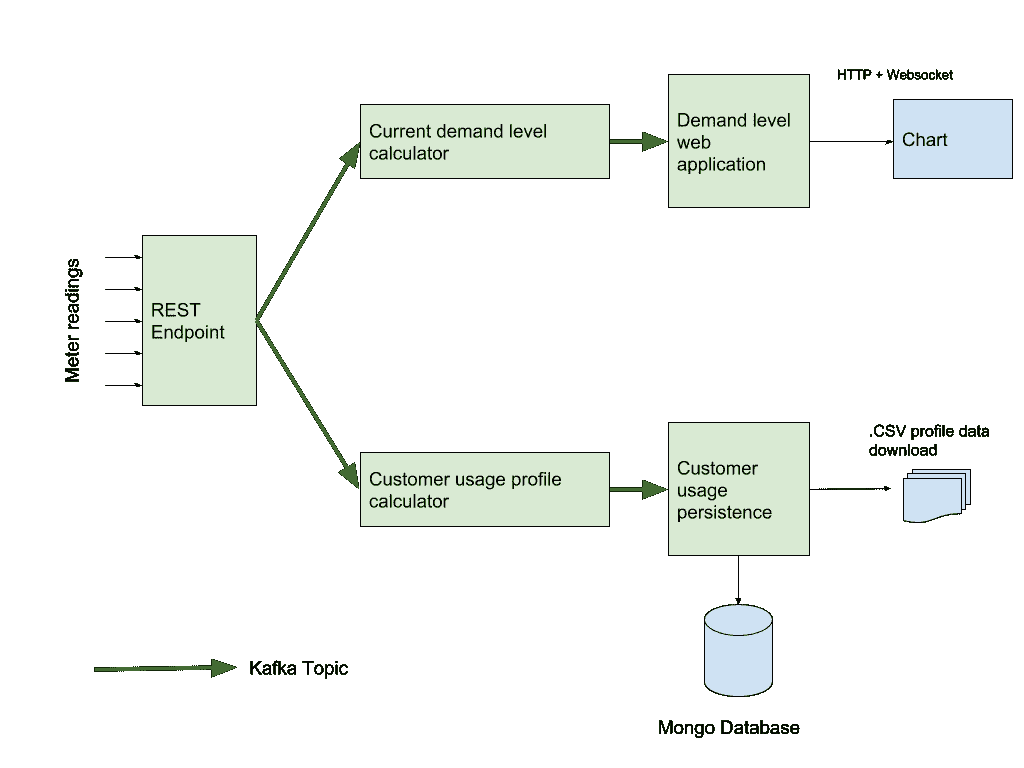 HTTP + Websocket
Current demand level
calculator
Demand level
web
application
Chart
Meter readings
REST
Endpoint
Customer usage profile
calculator
Customer
usage
persistence
.CSV profile data
download
Kafka Topic
Mongo Database